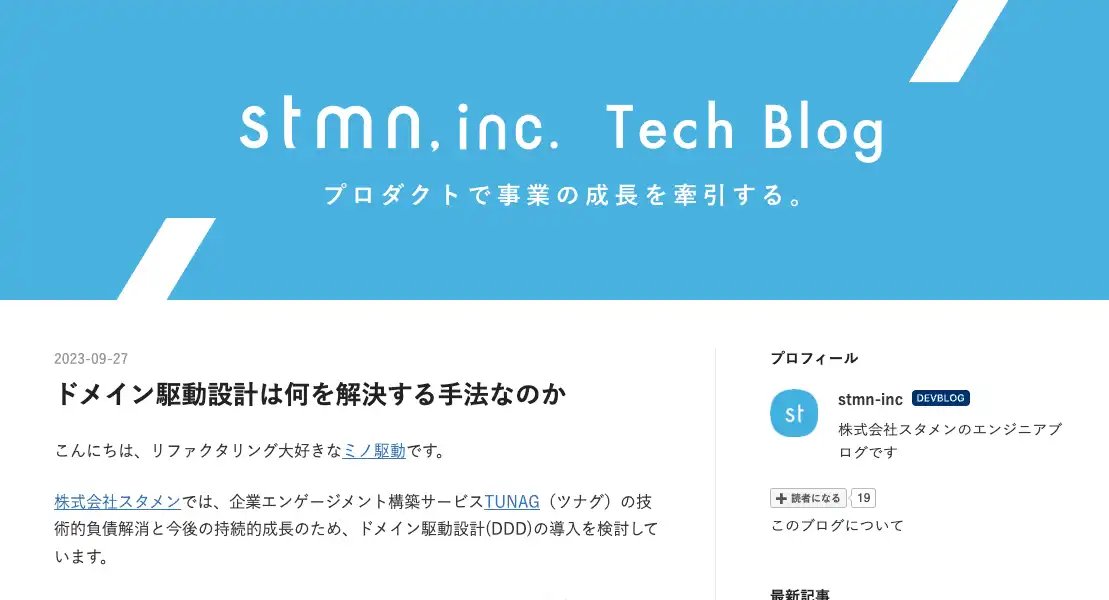 stmn, inc. Tech Blog
プロダクトで事業の成長を牽引する。
2023-09-27
ドメイン駆動設計は何を解決する手法なのか
こんにちは、リファクタリング大好きなミノ駆動です。
株式会社スタメンでは、企業エンゲージメント構築サービスTUNAG（ツナグ）の技
術的負債解消と今後の持続的成長のため、ドメイン駆動設計(DDD)の導入を検討して
います。
プロフィール
st
stmn-inc DEVBLOG
株式会社スタメンのエンジニアブ
ログです
読者になる 19
このブログについて
最新記事